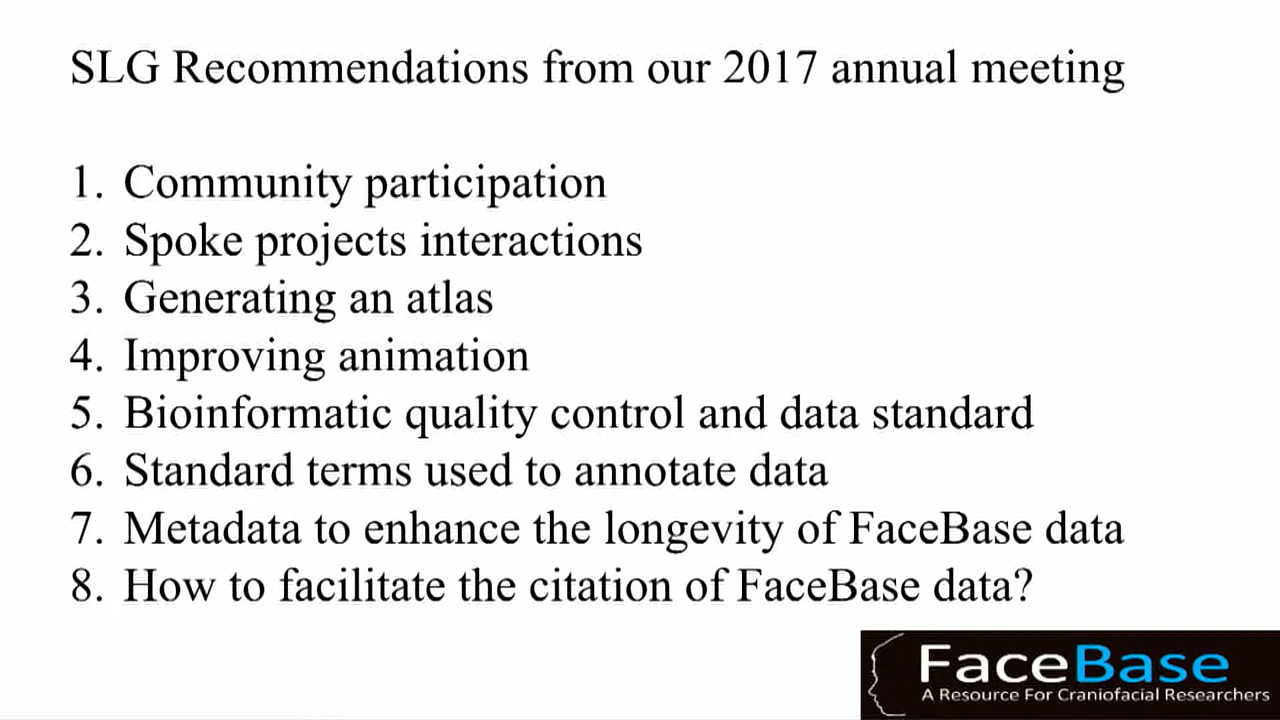 SLG Recommendations from our 2017 annual meeting
1. Community participation
2. Spoke projects interactions
3. Generating an atlas
4. Improving animation
5. Bioinformatic quality control and data standard
6. Standard terms used to annotate data
7. Metadata to enhance the longevity of FaceBase data
8. How to facilitate the citation of FaceBase data?
FaceBase
A Resource For Craniofacial Researchers